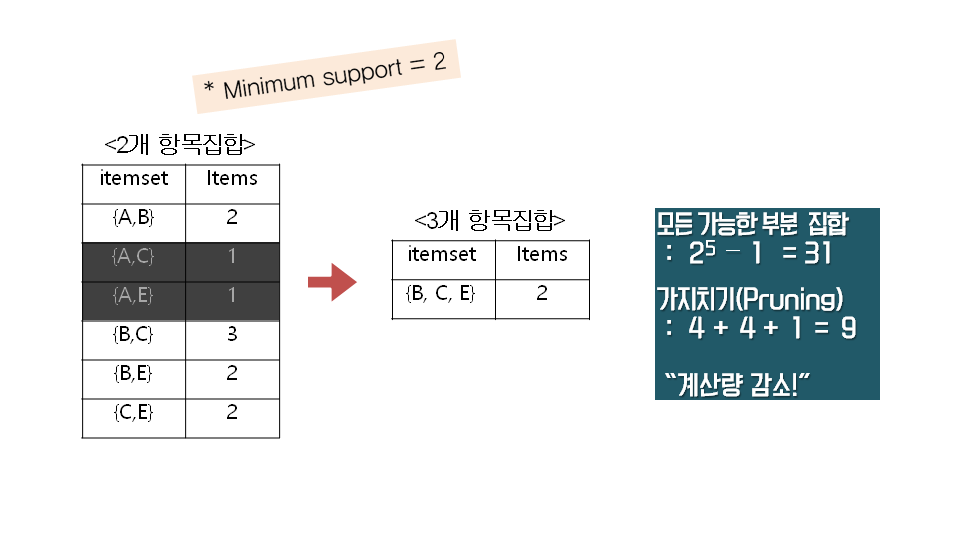 * Minimum support = 2
<2개 항목집합>
itemset Items
{A,B} 2
{A,C} 1
{A,E} 1
{B,C} 3
{B,E} 2
{C,E} 2
<3개 항목집합>
itemset Items
{B, C, E} 2
모든 가능한 부분 집합
: 2⁵ − 1 = 31
가지치기(Pruning)
: 4 + 4 + 1 = 9
“계산량 감소!”